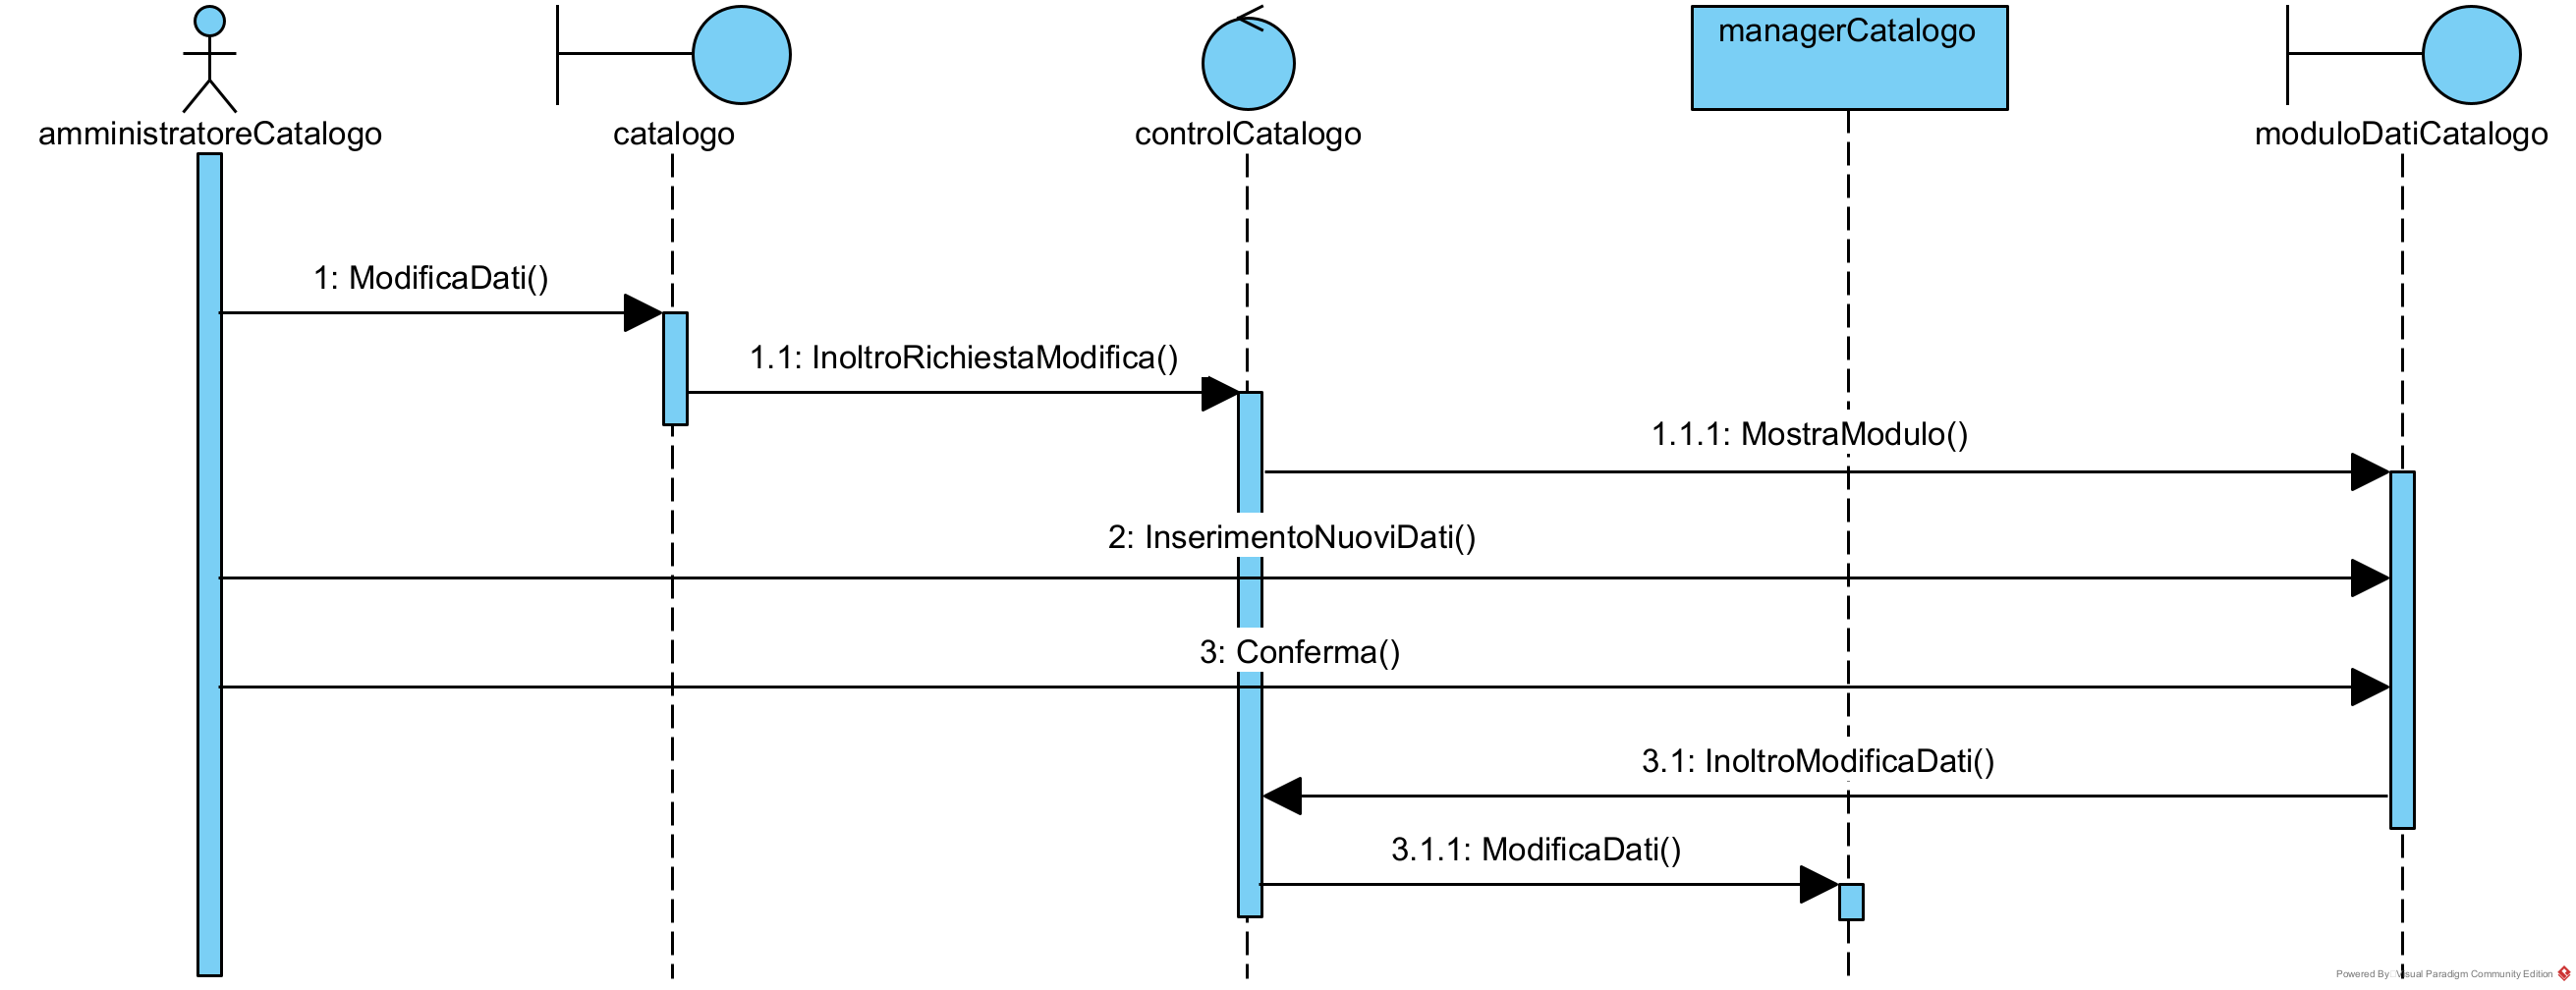 managerCatalogo
amministratoreCatalogo
catalogo
controlCatalogo
moduloDatiCatalogo
1: ModificaDati()
1.1: InoltroRichiestaModifica()
1.1.1: MostraModulo()
2: InserimentoNuoviDati()
3: Conferma()
3.1: InoltroModificaDati()
3.1.1: ModificaDati()
Powered By Visual Paradigm Community Edition